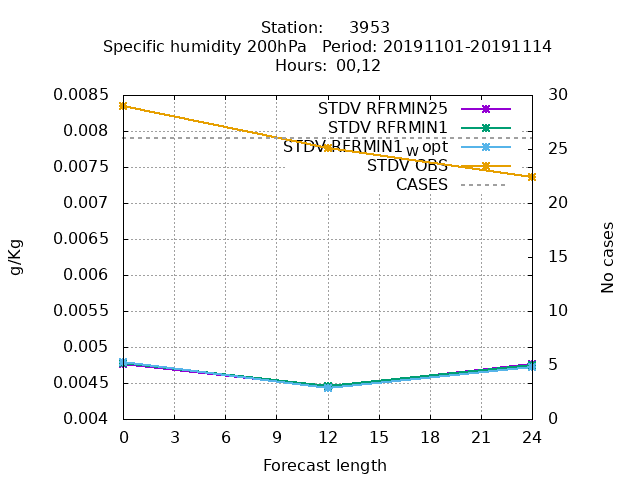 Station: 3953
Specific humidity 200hPa Period: 20191101-20191114
Hours: 00,12
0.0085
0.008
0.0075
0.007
0.0065
0.006
0.0055
0.005
0.0045
0.004
g/Kg
STDV RFRMIN25
STDV RFRMIN1
STDV RFRMIN1wopt
STDV OBS
CASES
30
25
20
15
10
5
0
No cases
0 3 6 9 12 15 18 21 24
Forecast length